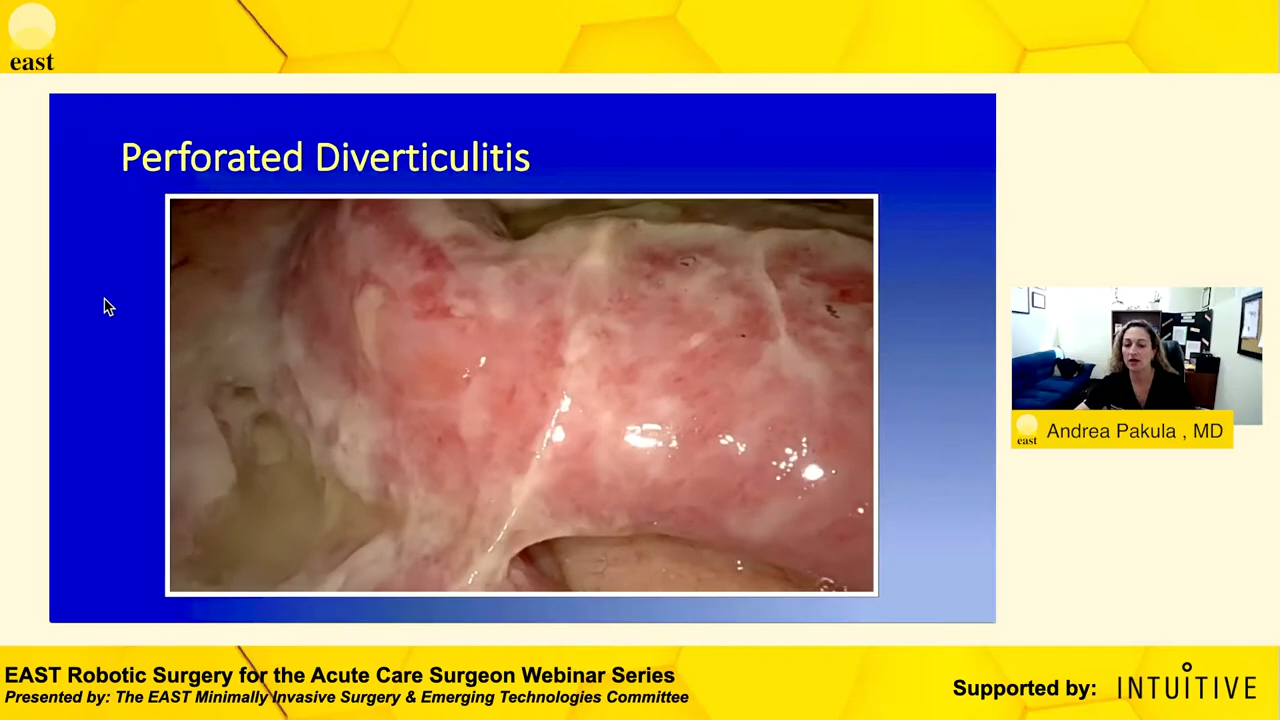 east
Perforated Diverticulitis
east
Andrea Pakula , MD
EAST Robotic Surgery for the Acute Care Surgeon Webinar Series
Presented by: The EAST Minimally Invasive Surgery & Emerging Technologies Committee
Supported by: INTUITIVE